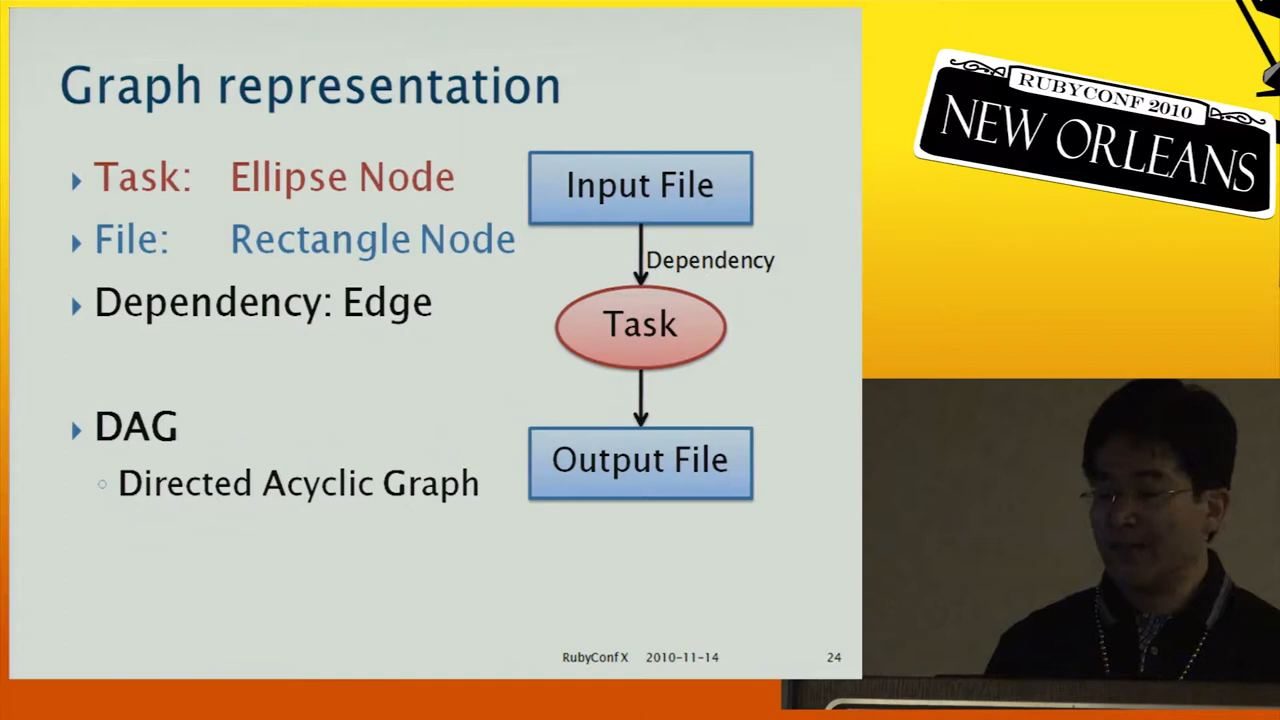 Graph representation
Task: Ellipse Node
File: Rectangle Node
Dependency: Edge
DAG
Directed Acyclic Graph
Input File
Dependency
Task
Output File
RubyConf X 2010-11-14 24
RUBYCONF 2010
NEW ORLEANS